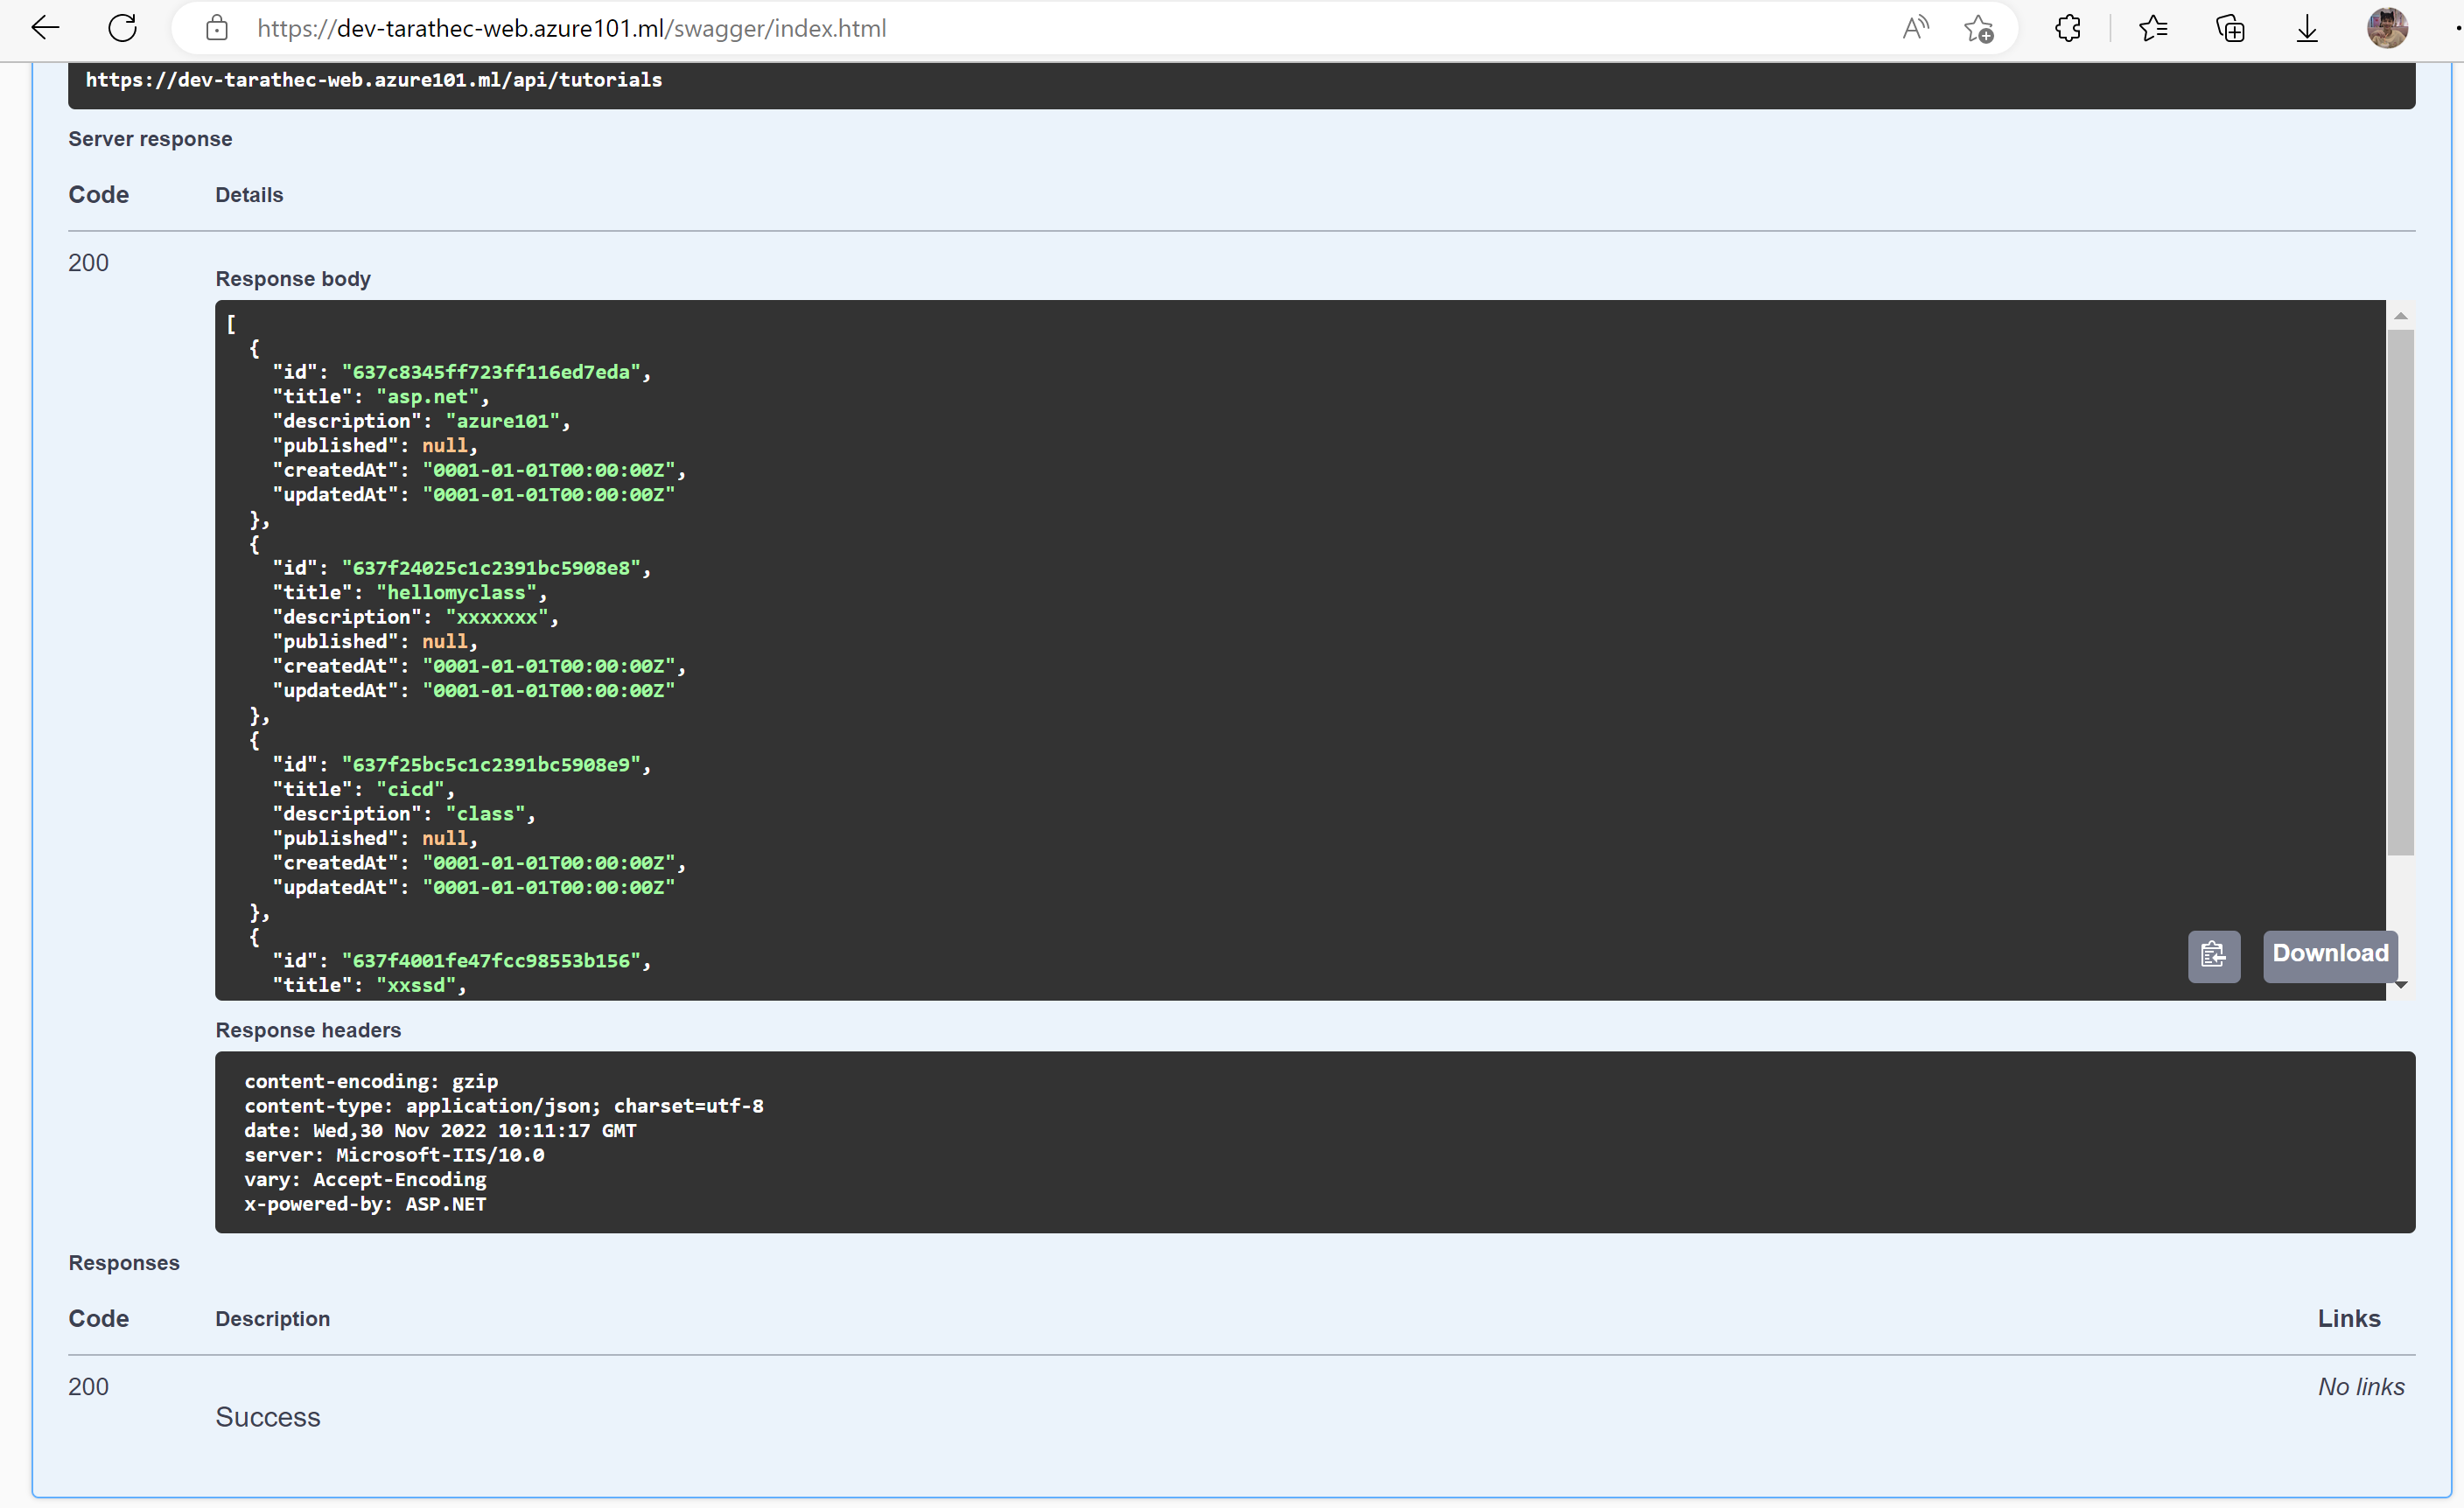 https://dev-tarathec-web.azure101.ml/swagger/index.html
https://dev-tarathec-web.azure101.ml/api/tutorials
Server response
Code Details
200
Response body
[
  {
    "id": "637c8345ff723ff116ed7eda",
    "title": "asp.net",
    "description": "azure101",
    "published": null,
    "createdAt": "0001-01-01T00:00:00Z",
    "updatedAt": "0001-01-01T00:00:00Z"
  },
  {
    "id": "637f24025c1c2391bc5908e8",
    "title": "hellomyclass",
    "description": "xxxxxxx",
    "published": null,
    "createdAt": "0001-01-01T00:00:00Z",
    "updatedAt": "0001-01-01T00:00:00Z"
  },
  {
    "id": "637f25bc5c1c2391bc5908e9",
    "title": "cicd",
    "description": "class",
    "published": null,
    "createdAt": "0001-01-01T00:00:00Z",
    "updatedAt": "0001-01-01T00:00:00Z"
  },
  {
    "id": "637f4001fe47fcc98553b156",
    "title": "xxssd",
Download
Response headers
content-encoding: gzip
content-type: application/json; charset=utf-8
date: Wed,30 Nov 2022 10:11:17 GMT
server: Microsoft-IIS/10.0
vary: Accept-Encoding
x-powered-by: ASP.NET
Responses
Code Description Links
200 No links
Success